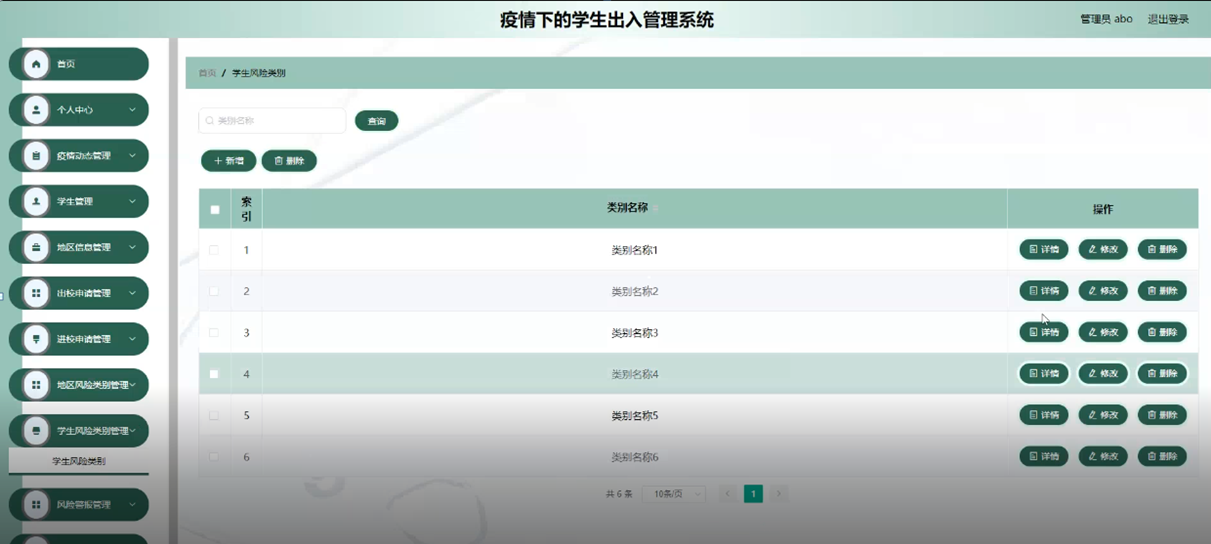 疫情下的学生出入管理系统
管理员 abo 退出登录
首页
个人中心
疫情动态管理
学生管理
地区信息管理
出校申请管理
进校申请管理
地区风险类别管理
学生风险类别管理
学生风险类别
风险警报管理
首页 / 学生风险类别
类别名称
查询
新增 删除
索引 类别名称 操作
1 类别名称1 详情 修改 删除
2 类别名称2 详情 修改 删除
3 类别名称3 详情 修改 删除
4 类别名称4 详情 修改 删除
5 类别名称5 详情 修改 删除
6 类别名称6 详情 修改 删除
共 6 条 10条/页 1